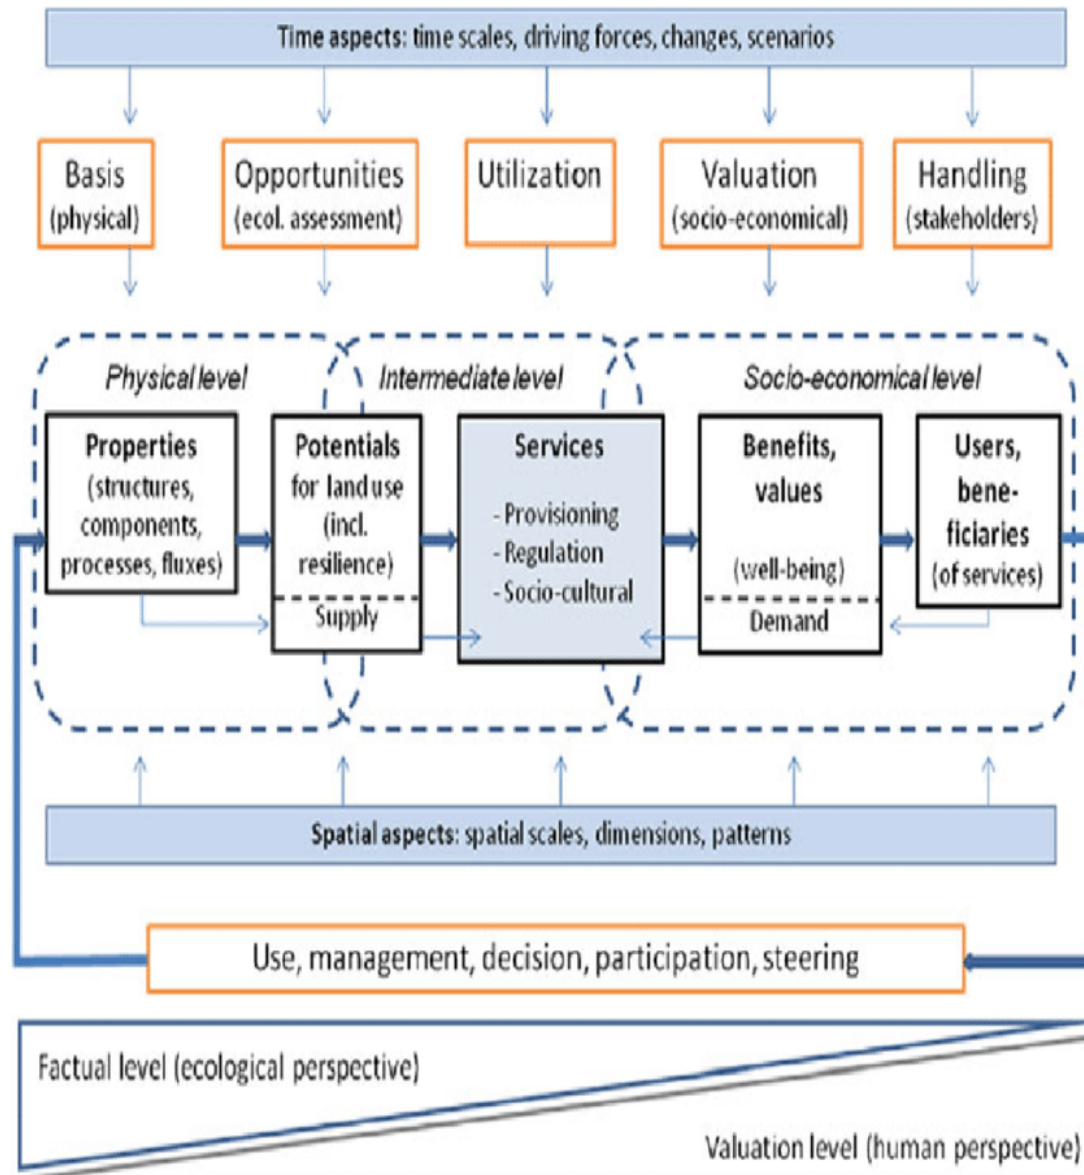 Time aspects: time scales, driving forces, changes, scenarios
Basis
(physical)
Opportunities
(ecol. assessment)
Utilization
Valuation
(socio-economical)
Handling
(stakeholders)
Physical level
Intermediate level
Socio-economical level
Properties
(structures,
components,
processes, fluxes)
Potentials
for land use
(incl.
resilience)
Supply
Services
- Provisioning
- Regulation
- Socio-cultural
Benefits,
values
(well-being)
Demand
Users,
bene-
ficiaries
(of services)
Spatial aspects: spatial scales, dimensions, patterns
Use, management, decision, participation, steering
Factual level (ecological perspective)
Valuation level (human perspective)